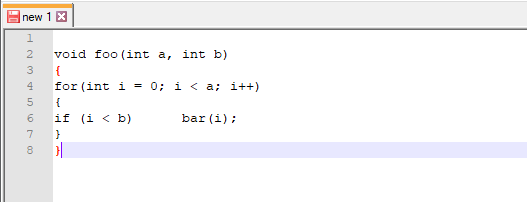 new 1
1
2 void foo(int a, int b)
3 {
4 for(int i = 0; i < a; i++)
5 {
6 if (i < b)      bar(i);
7 }
8 }